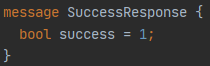 message SuccessResponse {
  bool success = 1;
}